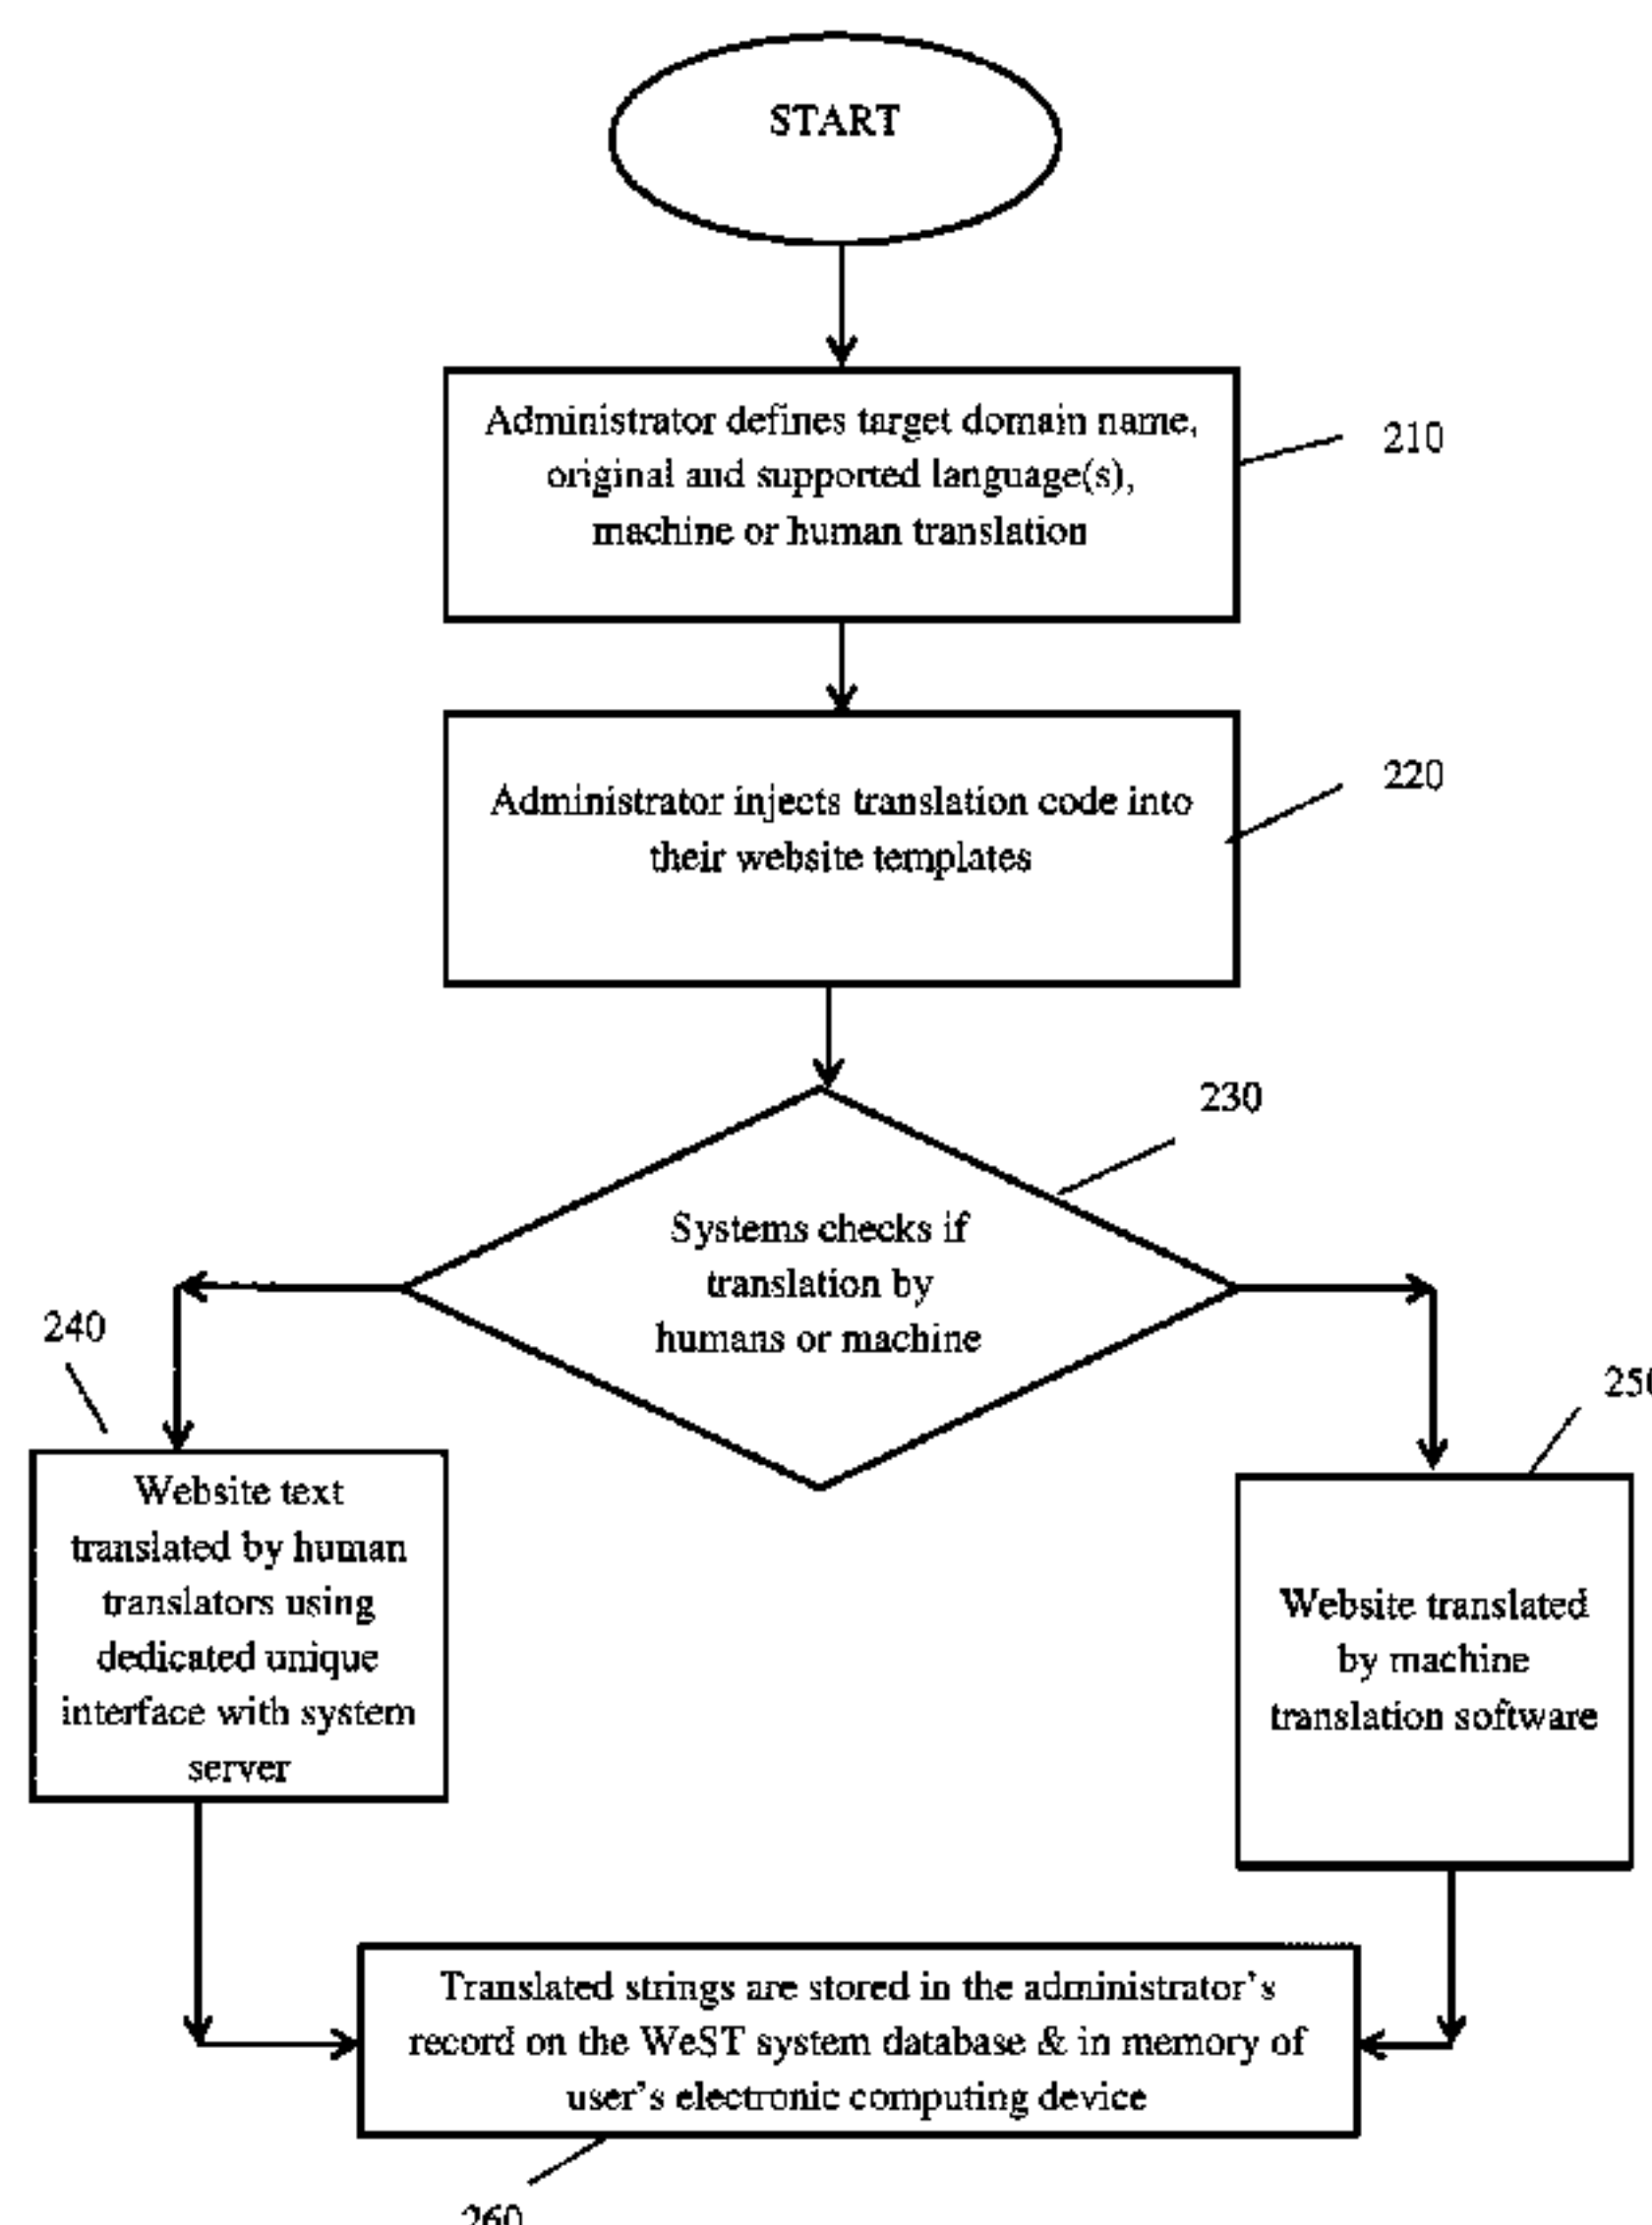 START
Administrator defines target domain name,
original and supported language(s),
machine or human translation
210
Administrator injects translation code into
their website templates
220
230
Systems checks if
translation by
humans or machine
240
250
Website text
translated by human
translators using
dedicated unique
interface with system
server
Website translated
by machine
translation software
Translated strings are stored in the administrator's
record on the WeST system database & in memory of
user's electronic computing device
260